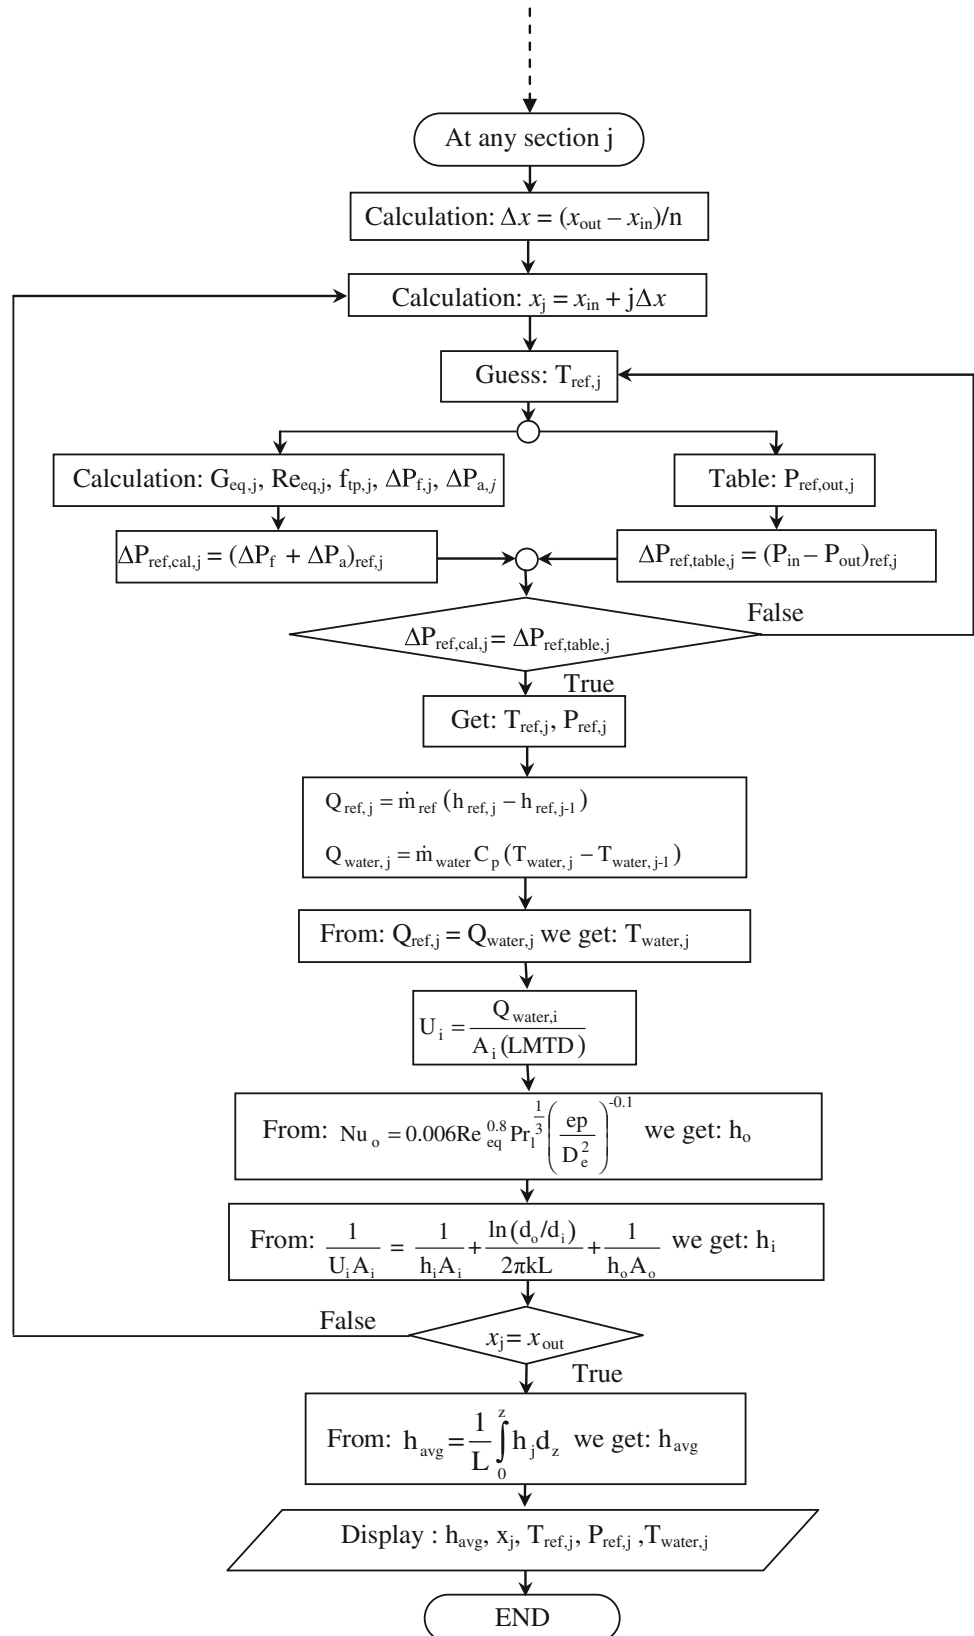 At any section j
Calculation: Δx = (x_out – x_in)/n
Calculation: x_j = x_in + jΔx
Guess: T_ref,j
Calculation: G_eq,j, Re_eq,j, f_tp,j, ΔP_f,j, ΔP_a,j
Table: P_ref,out,j
ΔP_ref,cal,j = (ΔP_f + ΔP_a)_ref,j
ΔP_ref,table,j = (P_in – P_out)_ref,j
False
ΔP_ref,cal,j = ΔP_ref,table,j
True
Get: T_ref,j, P_ref,j
Q_ref,j = ṁ_ref (h_ref,j – h_ref,j-1)
Q_water,j = ṁ_water C_p (T_water,j – T_water,j-1)
From: Q_ref,j = Q_water,j we get: T_water,j
U_i = Q_water,i / A_i (LMTD)
From: Nu_o = 0.006Re_eq^0.8 Pr_l^(1/3) (ep/D_e^2)^-0.1 we get: h_o
From: 1/(U_i A_i) = 1/(h_i A_i) + ln(d_o/d_i)/(2πkL) + 1/(h_o A_o) we get: h_i
False
x_j = x_out
True
From: h_avg = 1/L ∫_0^z h_j d_z we get: h_avg
Display : h_avg, x_j, T_ref,j, P_ref,j ,T_water,j
END